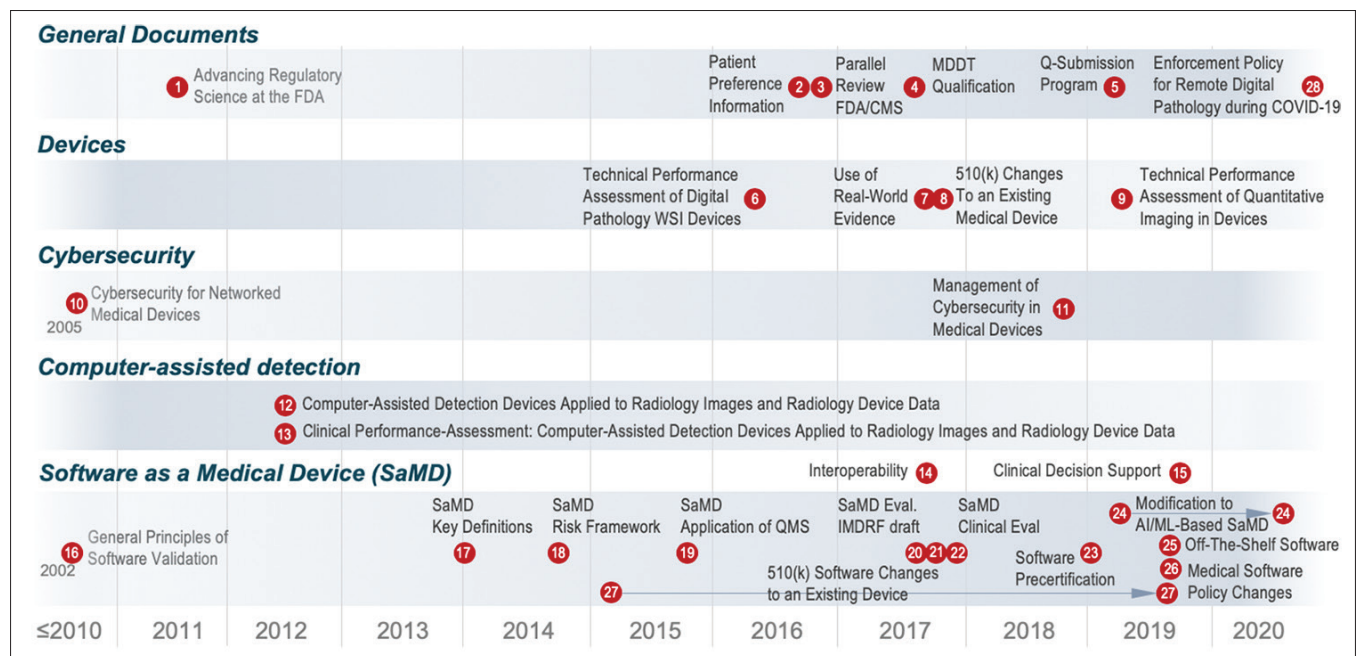 General Documents
1 Advancing Regulatory
Science at the FDA
Patient
Preference
Information 2 3
Parallel
Review
FDA/CMS 4
MDDT
Qualification
Q-Submission
Program 5
Enforcement Policy
for Remote Digital
Pathology during COVID-19 28
Devices
Technical Performance
Assessment of Digital
Pathology WSI Devices 6
Use of
Real-World
Evidence 7 8
510(k) Changes
To an Existing
Medical Device
9 Technical Performance
Assessment of Quantitative
Imaging in Devices
Cybersecurity
10 Cybersecurity for Networked
Medical Devices
2005
Management of
Cybersecurity in
Medical Devices 11
Computer-assisted detection
12 Computer-Assisted Detection Devices Applied to Radiology Images and Radiology Device Data
13 Clinical Performance-Assessment: Computer-Assisted Detection Devices Applied to Radiology Images and Radiology Device Data
Software as a Medical Device (SaMD)
Interoperability 14
Clinical Decision Support 15
16 General Principles of
Software Validation
2002
SaMD
Key Definitions
17
SaMD
Risk Framework
18
SaMD
Application of QMS
19
SaMD Eval.
IMDRF draft
20 21 22
SaMD
Clinical Eval
Software 23
Precertification
24 Modification to
AI/ML-Based SaMD 24
25 Off-The-Shelf Software
26 Medical Software
27 Policy Changes
27 510(k) Software Changes
to an Existing Device
≤2010 2011 2012 2013 2014 2015 2016 2017 2018 2019 2020